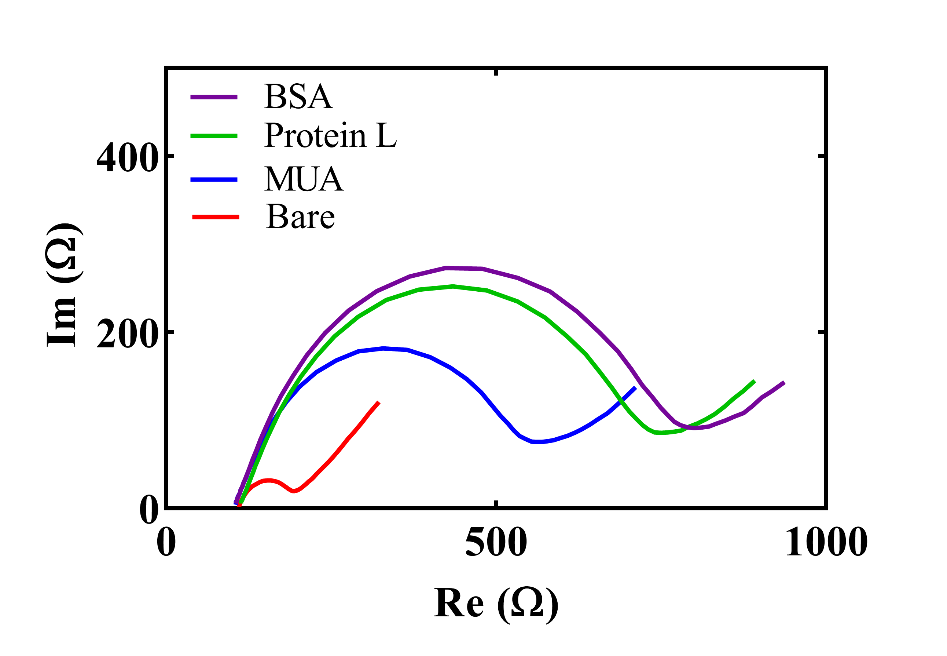 BSA
Protein L
MUA
Bare
400
200
0
0 500 1000
Im (Ω)
Re (Ω)